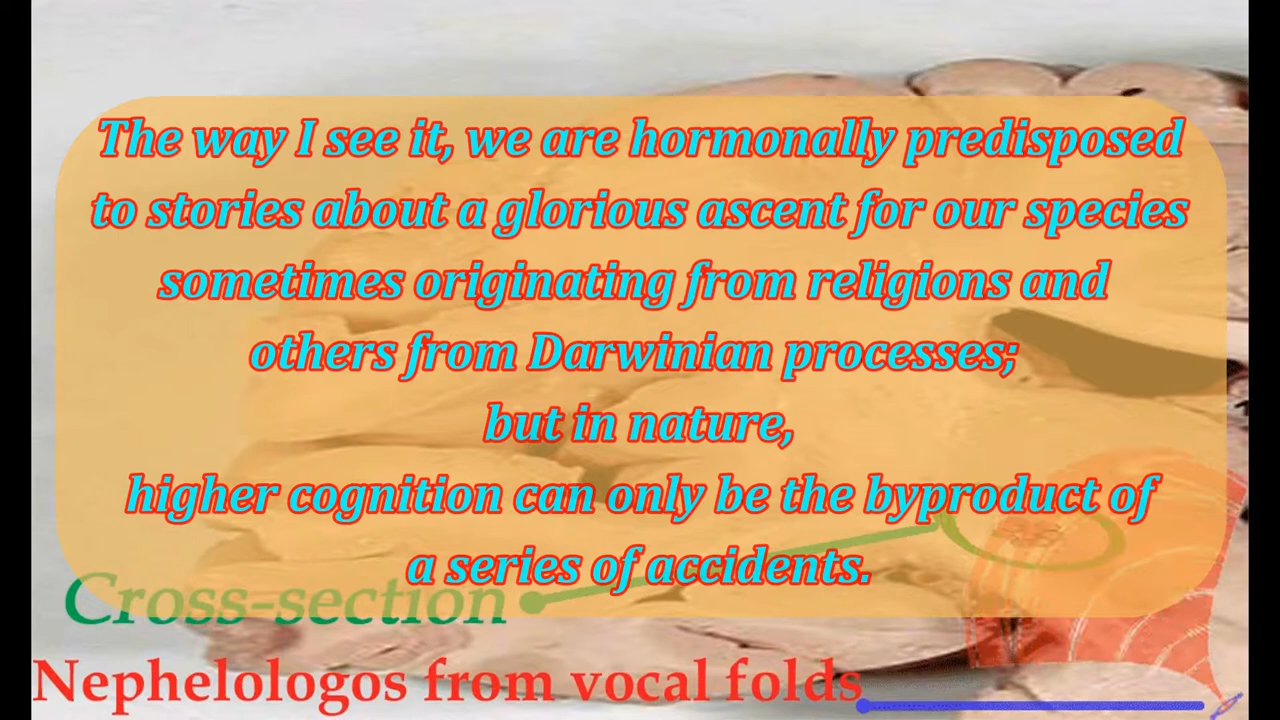 The way I see it, we are hormonally predisposed
to stories about a glorious ascent for our species
sometimes originating from religions and
others from Darwinian processes;
but in nature,
higher cognition can only be the byproduct of
a series of accidents.
Cross-section
Nephelologos from vocal folds